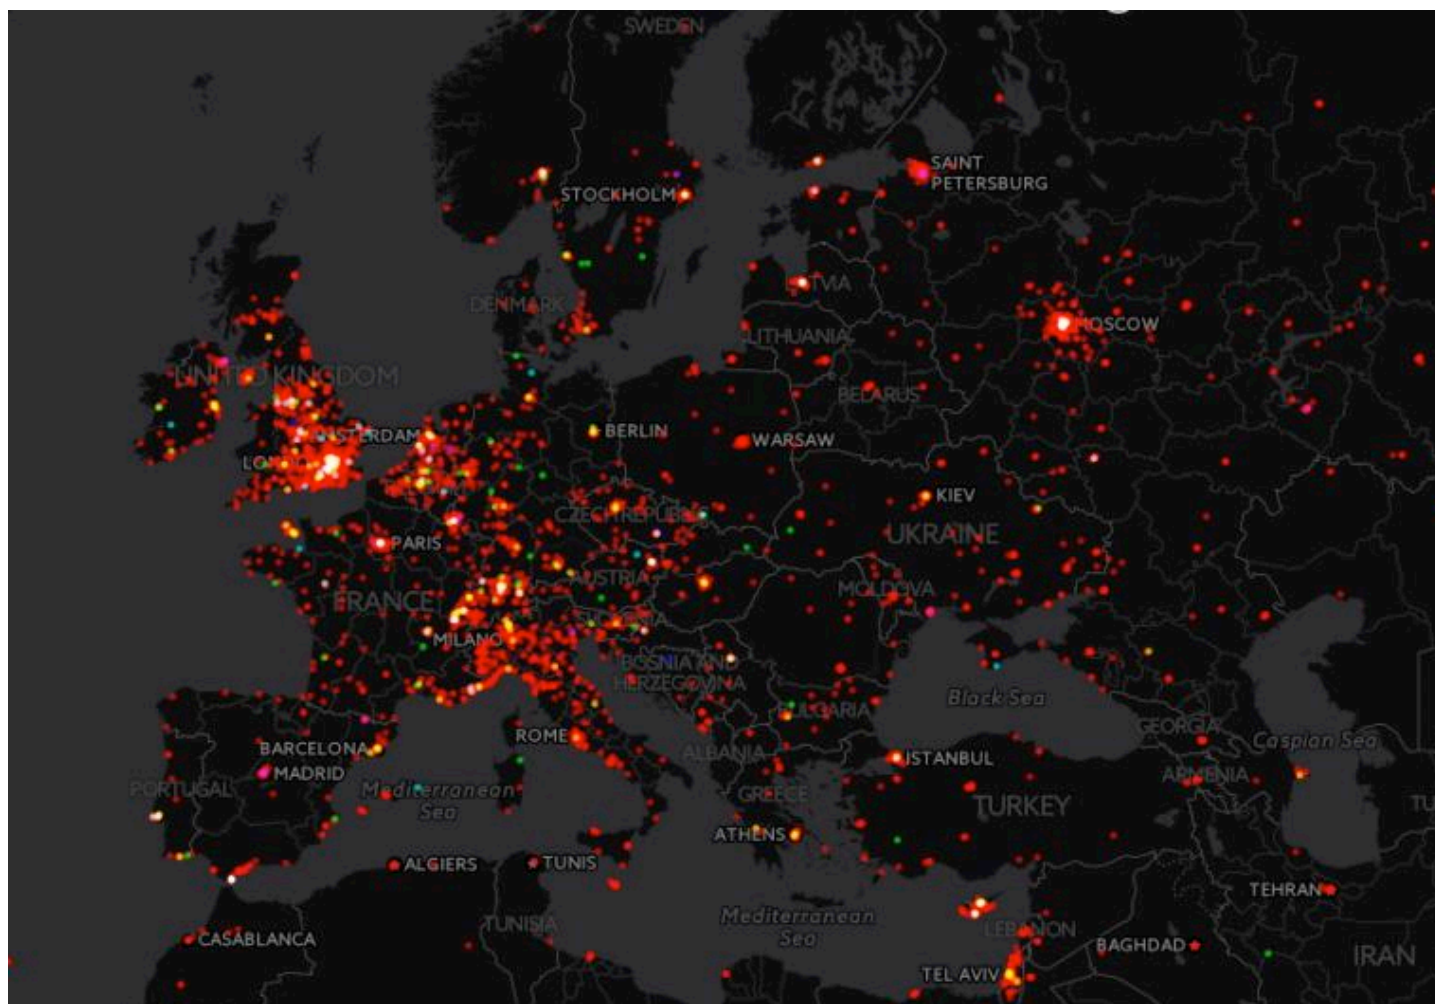 SWEDEN
SAINT
PETERSBURG
STOCKHOLM
DENMARK
LATVIA
MOSCOW
LITHUANIA
UNITED KINGDOM
BELARUS
AMSTERDAM
BERLIN
WARSAW
KIEV
CZECH REPUBLIC
UKRAINE
PARIS
AUSTRIA
MOLDOVA
FRANCE
MILANO
BOSNIA AND
HERZEGOVINA
Black Sea
BULGARIA
GEORGIA
ROME
Caspian Sea
BARCELONA
ALBANIA
ISTANBUL
MADRID
ARMENIA
PORTUGAL
Mediterranean
Sea
GREECE
TURKEY
TU
ATHENS
ALGIERS
TUNIS
TEHRAN
TUNISIA
Mediterranean
Sea
LEBANON
CASABLANCA
BAGHDAD
IRAN
TEL AVIV